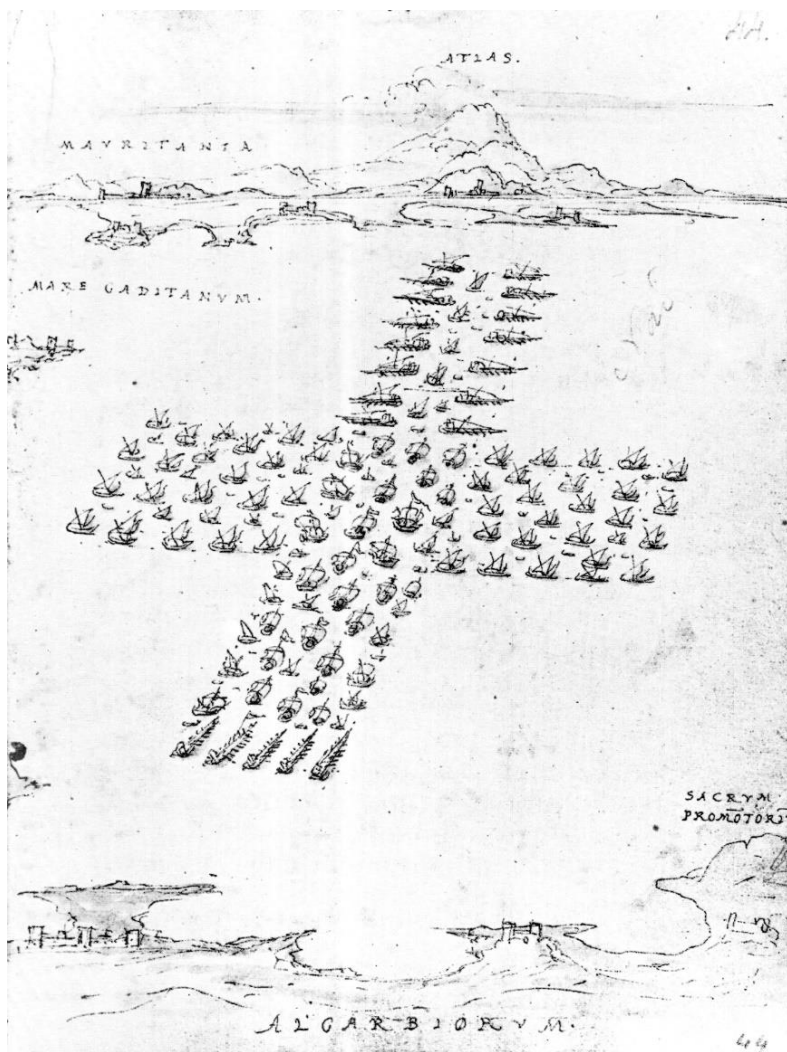 ATLAS.
MAVRITANIA
MARE GADITANVM.
SACRVM
PROMOTORI
ALGARBIORVM.